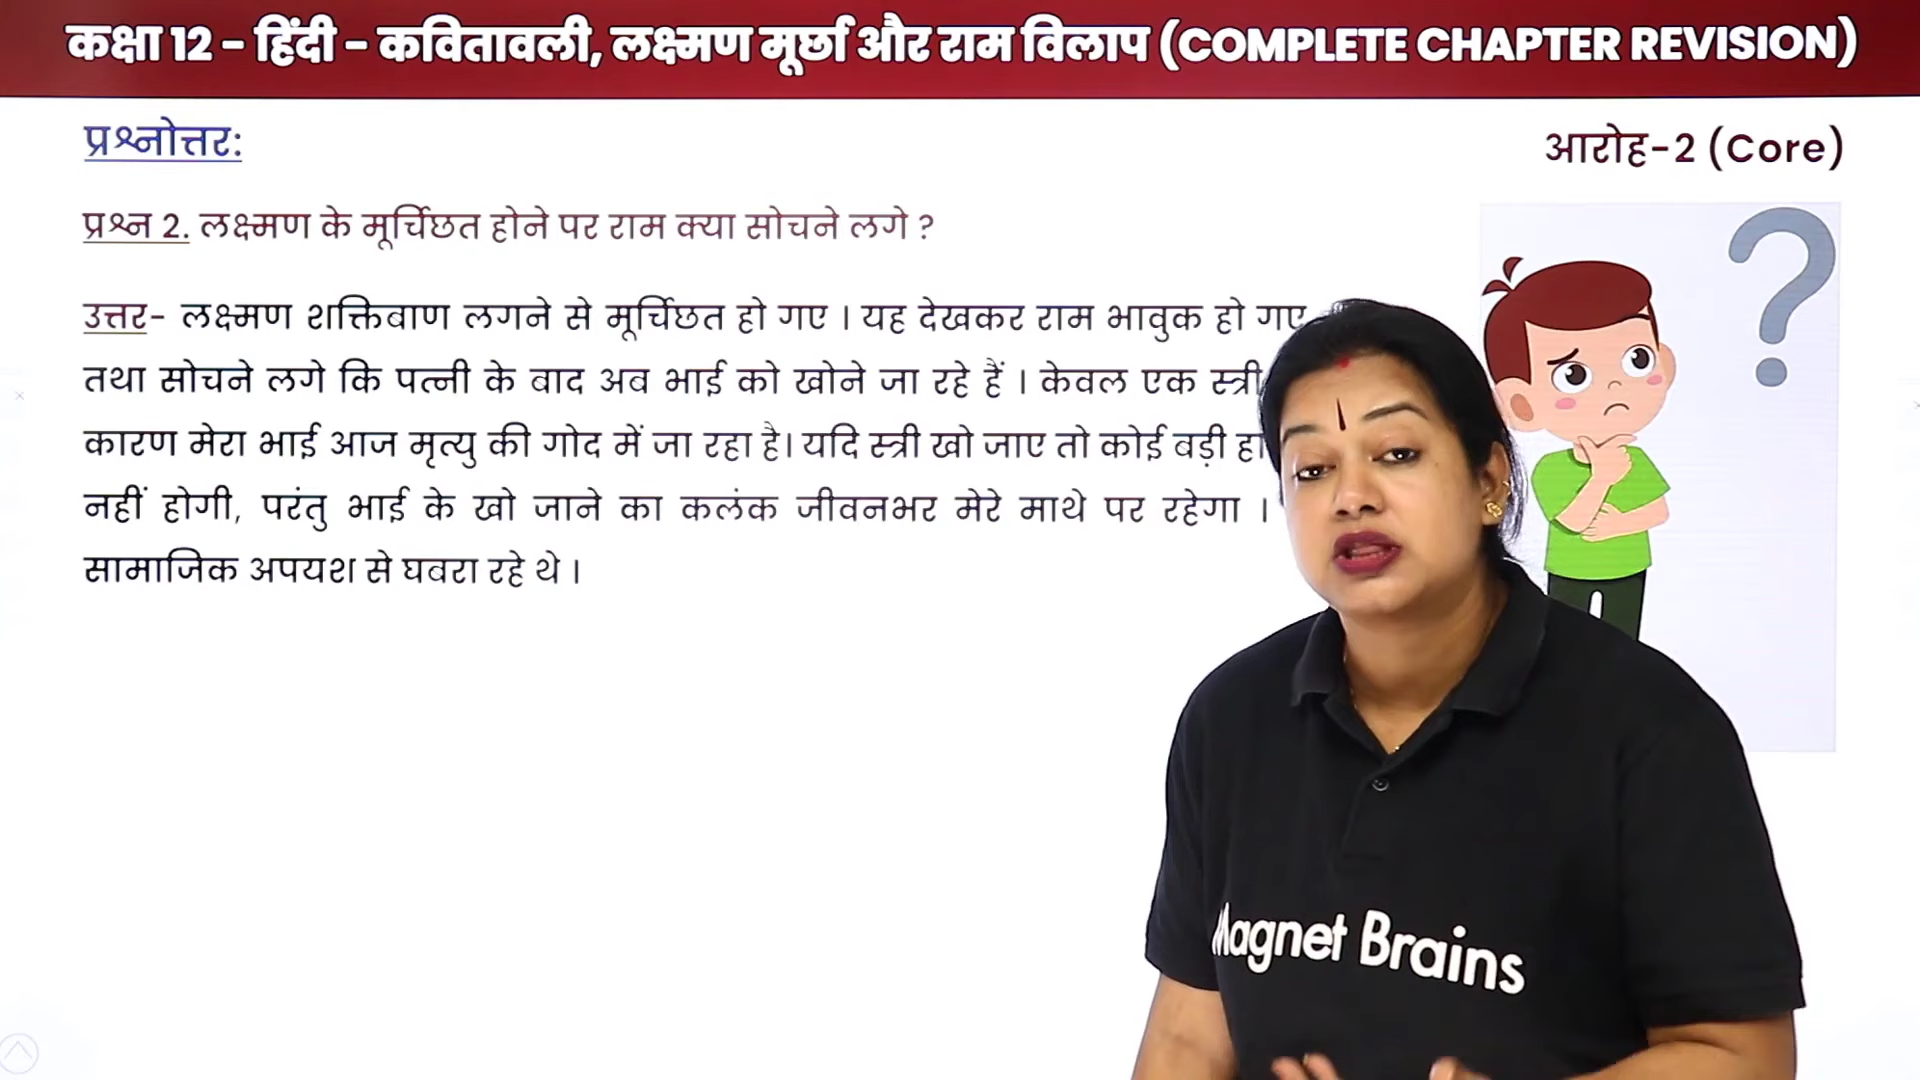 कक्षा 12 - हिंदी - कवितावली, लक्ष्मण मूर्छा और राम विलाप (COMPLETE CHAPTER REVISION)
प्रश्नोत्तर:
आरोह-2 (Core)
प्रश्न 2. लक्ष्मण के मूर्च्छित होने पर राम क्या सोचने लगे ?
उत्तर- लक्ष्मण शक्तिबाण लगने से मूर्च्छित हो गए । यह देखकर राम भावुक हो गए
तथा सोचने लगे कि पत्नी के बाद अब भाई को खोने जा रहे हैं । केवल एक स्त्री
कारण मेरा भाई आज मृत्यु की गोद में जा रहा है। यदि स्त्री खो जाए तो कोई बड़ी
नहीं होगी, परंतु भाई के खो जाने का कलंक जीवनभर मेरे माथे पर रहेगा ।
सामाजिक अपयश से घबरा रहे थे ।
Magnet Brains